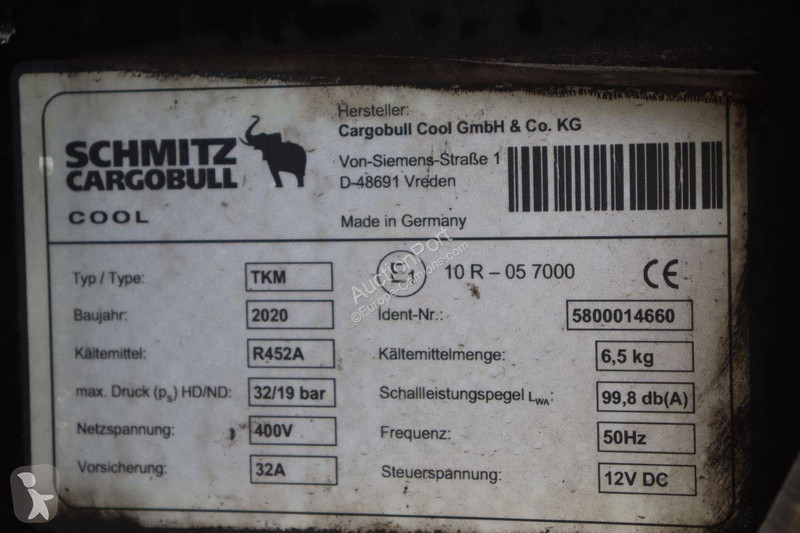 SCHMITZ
CARGOBULL
COOL
Hersteller:
Cargobull Cool GmbH & Co. KG
Von-Siemens-Straße 1
D-48691 Vreden
Made in Germany
Typ / Type: TKM
E1 10 R – 05 7000 CE
Baujahr: 2020
Ident-Nr.: 5800014660
Kältemittel: R452A
Kältemittelmenge: 6,5 kg
max. Druck (ps) HD/ND: 32/19 bar
Schallleistungspegel LWA: 99,8 db(A)
Netzspannung: 400V
Frequenz: 50Hz
Vorsicherung: 32A
Steuerspannung: 12V DC
AuctionPort